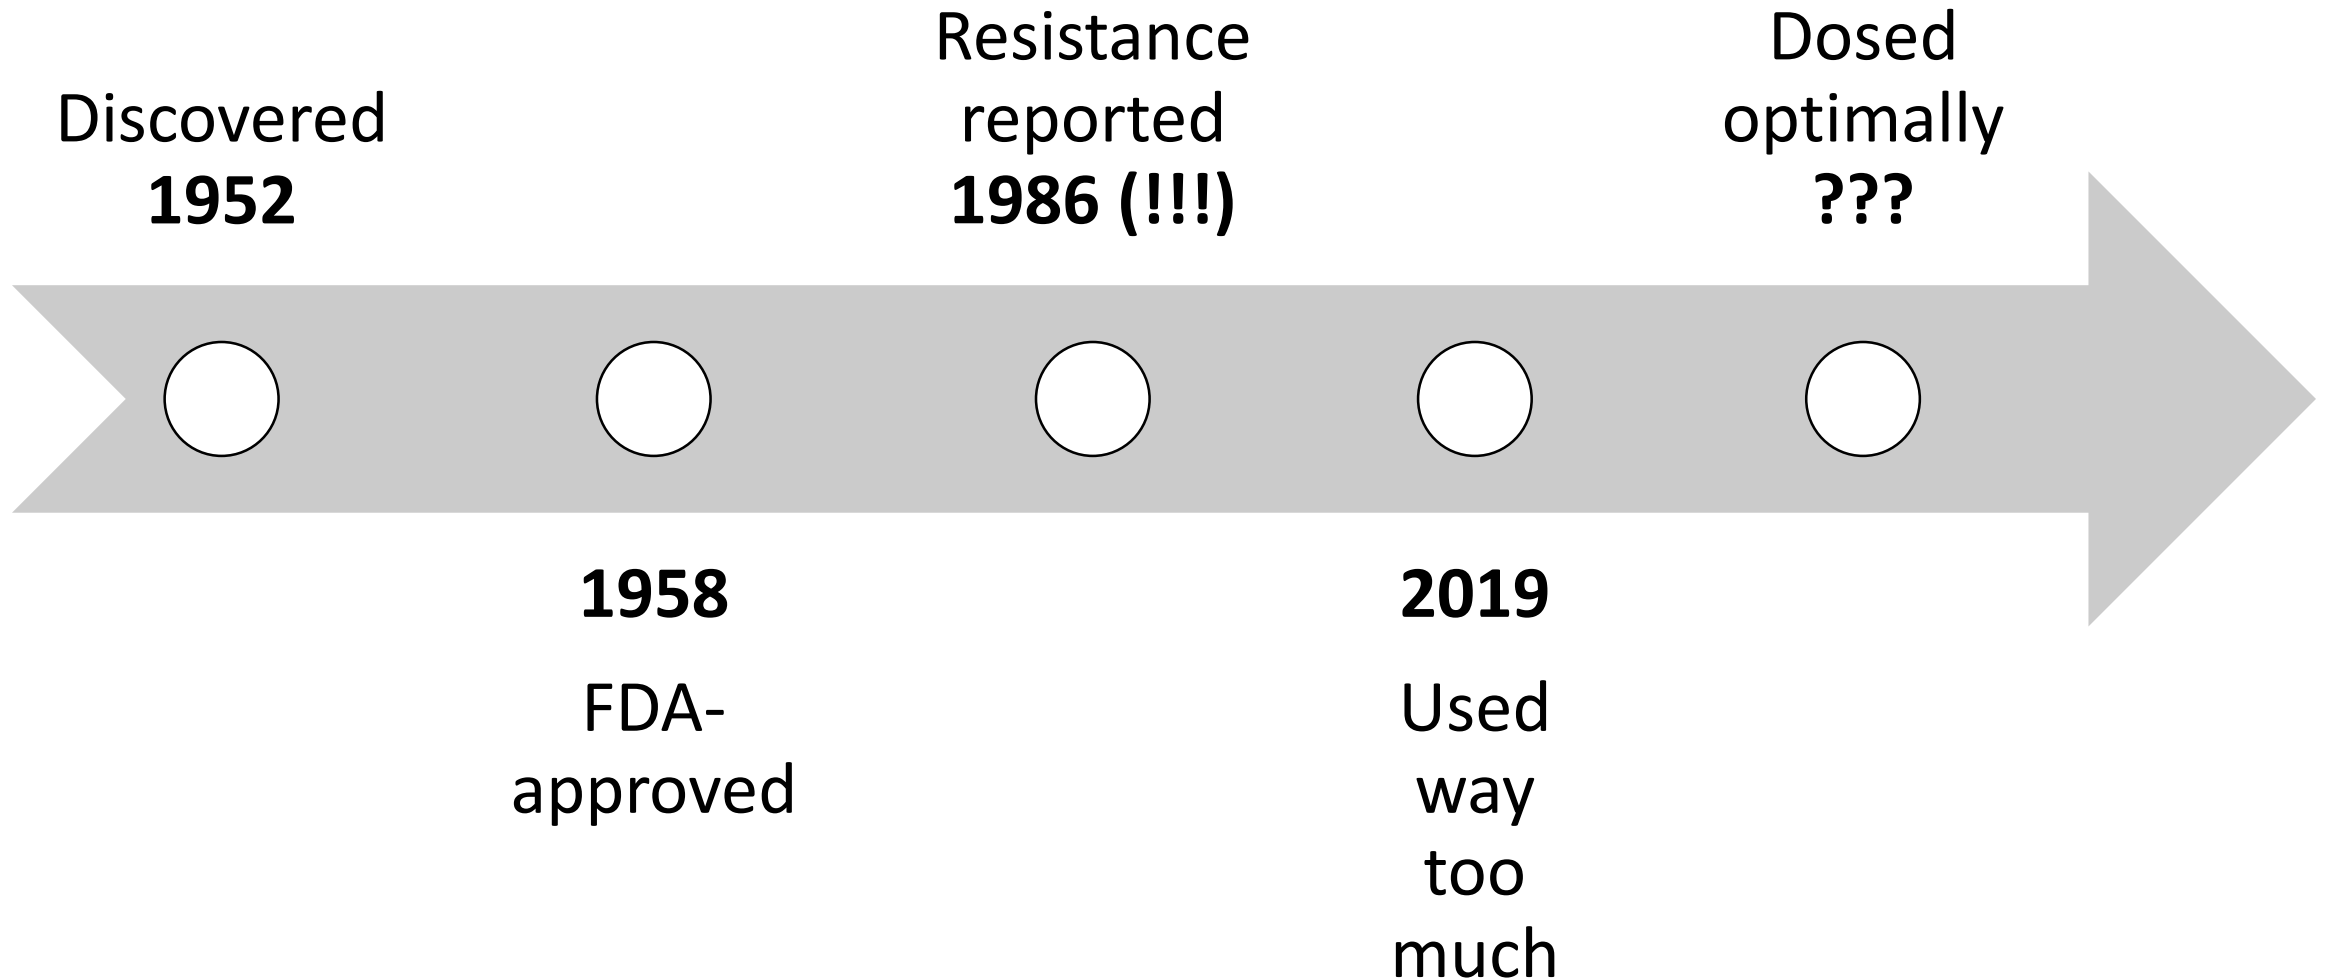 Discovered
1952
1958
FDA-
approved
Resistance
reported
1986 (!!!)
2019
Used
way
too
much
Dosed
optimally
???